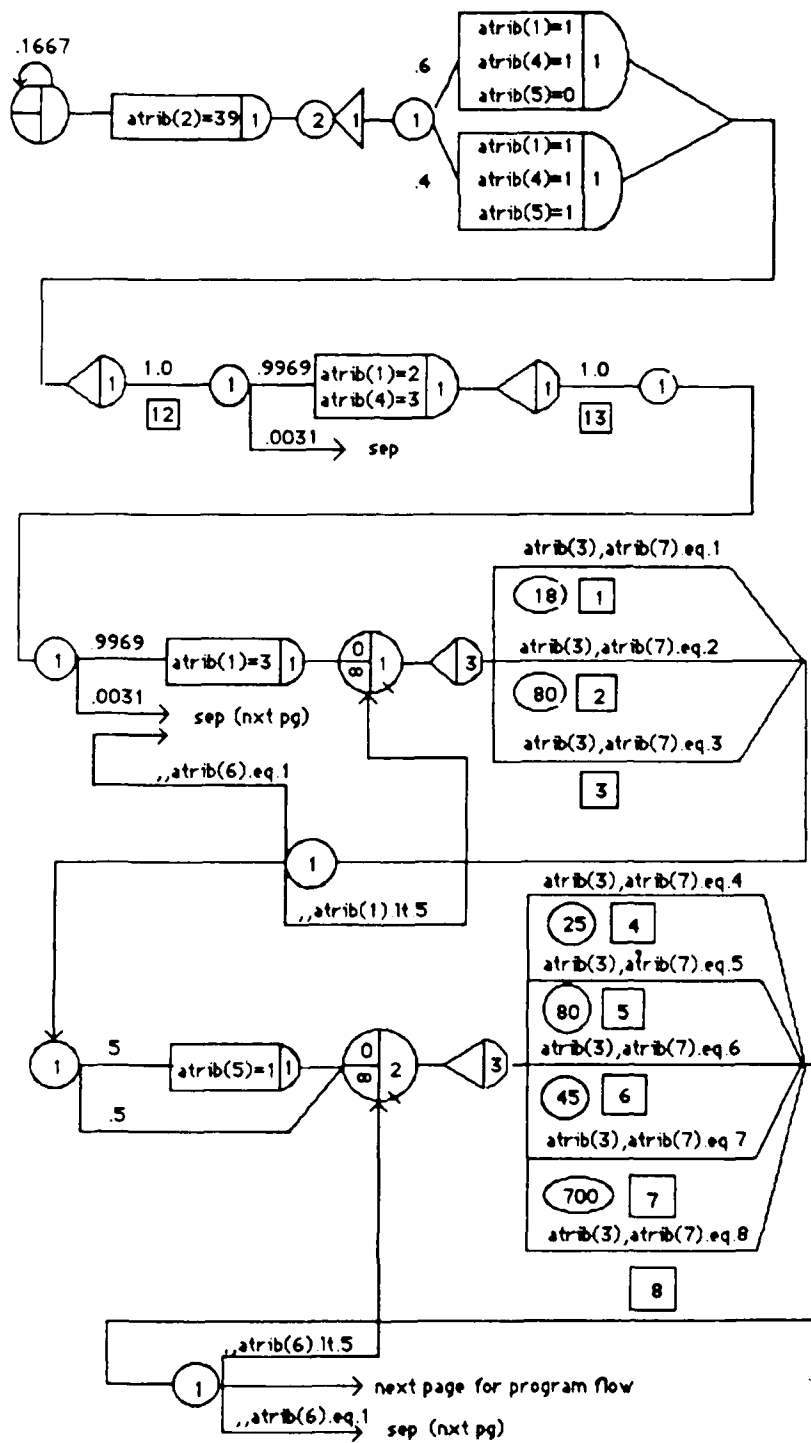 .1667
atrib(2)=39 1 2 1 1
.6
atrib(1)=1
atrib(4)=1 1
atrib(5)=0
.4
atrib(1)=1
atrib(4)=1 1
atrib(5)=1
1 1.0 1 .9969
12
atrib(1)=2
atrib(4)=3 1
1 1.0 1
13
.0031
sep
1 .9969
atrib(1)=3 1
0
∞ 1
3
.0031
sep (nxt pg)
atrib(3),atrib(7).eq.1
18 1
atrib(3),atrib(7).eq.2
80 2
atrib(3),atrib(7).eq.3
3
,,atrib(6).eq.1
1
,,atrib(1).lt.5
1 5
atrib(5)=1 1
.5
0
∞ 2
3
atrib(3),atrib(7).eq.4
25 4
atrib(3),atrib(7).eq.5
80 5
atrib(3),atrib(7).eq.6
45 6
atrib(3),atrib(7).eq 7
700 7
atrib(3),atrib(7).eq.8
8
,,atrib(6).lt.5
1
next page for program flow
,,atrib(6).eq.1
sep (nxt pg)